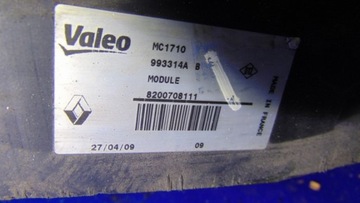 Valeo
MC1710
993314A B
MODULE
8200708111
27/04/09 09
MADE IN FRANCE